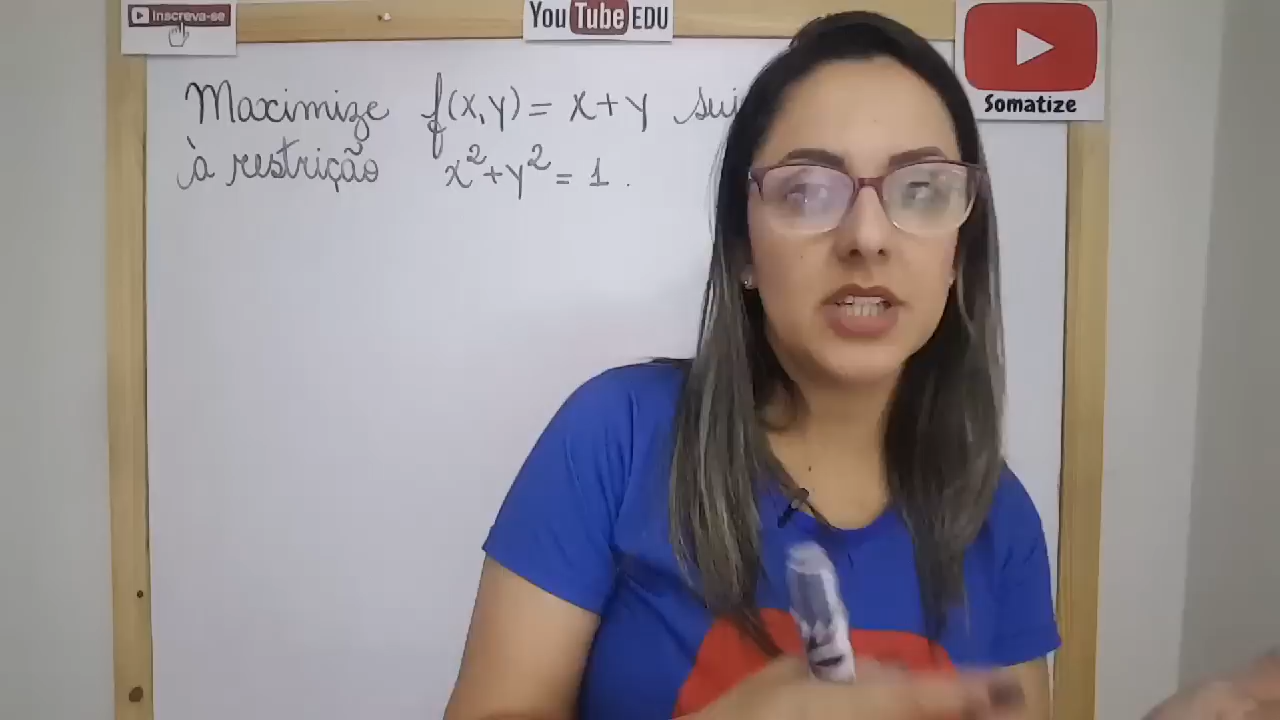 Inscreva-se
YouTube EDU
Somatize
Maximize f(x,y) = x+y
à restrição x²+y² = 1.